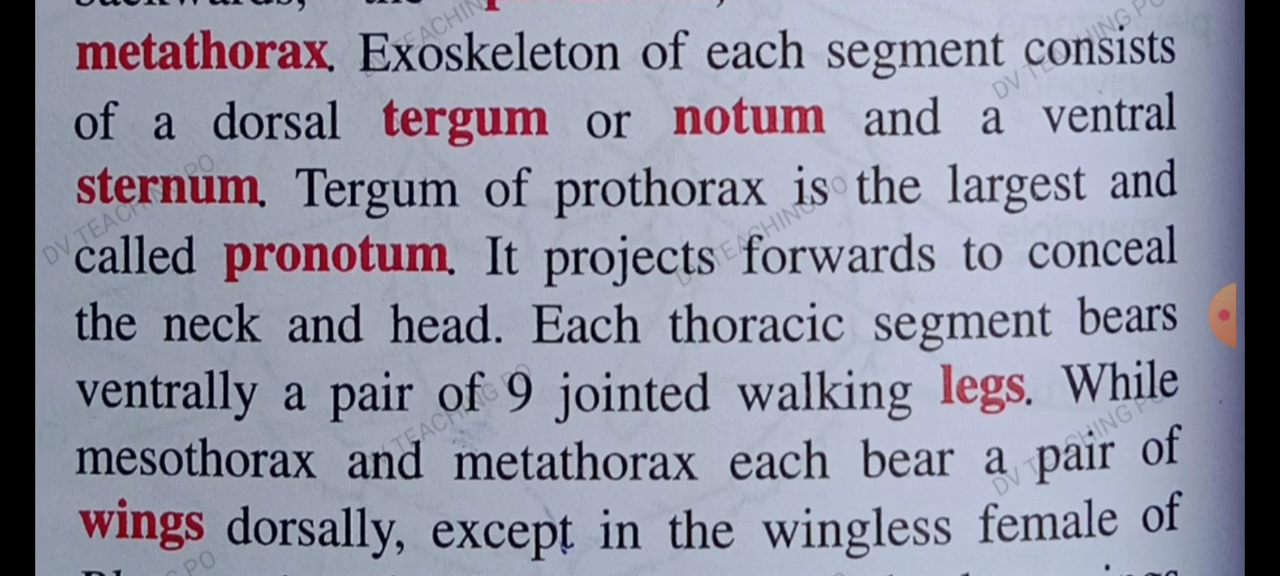 metathorax. Exoskeleton of each segment consists
of a dorsal tergum or notum and a ventral
sternum. Tergum of prothorax is the largest and
called pronotum. It projects forwards to conceal
the neck and head. Each thoracic segment bears
ventrally a pair of 9 jointed walking legs. While
mesothorax and metathorax each bear a pair of
wings dorsally, except in the wingless female of